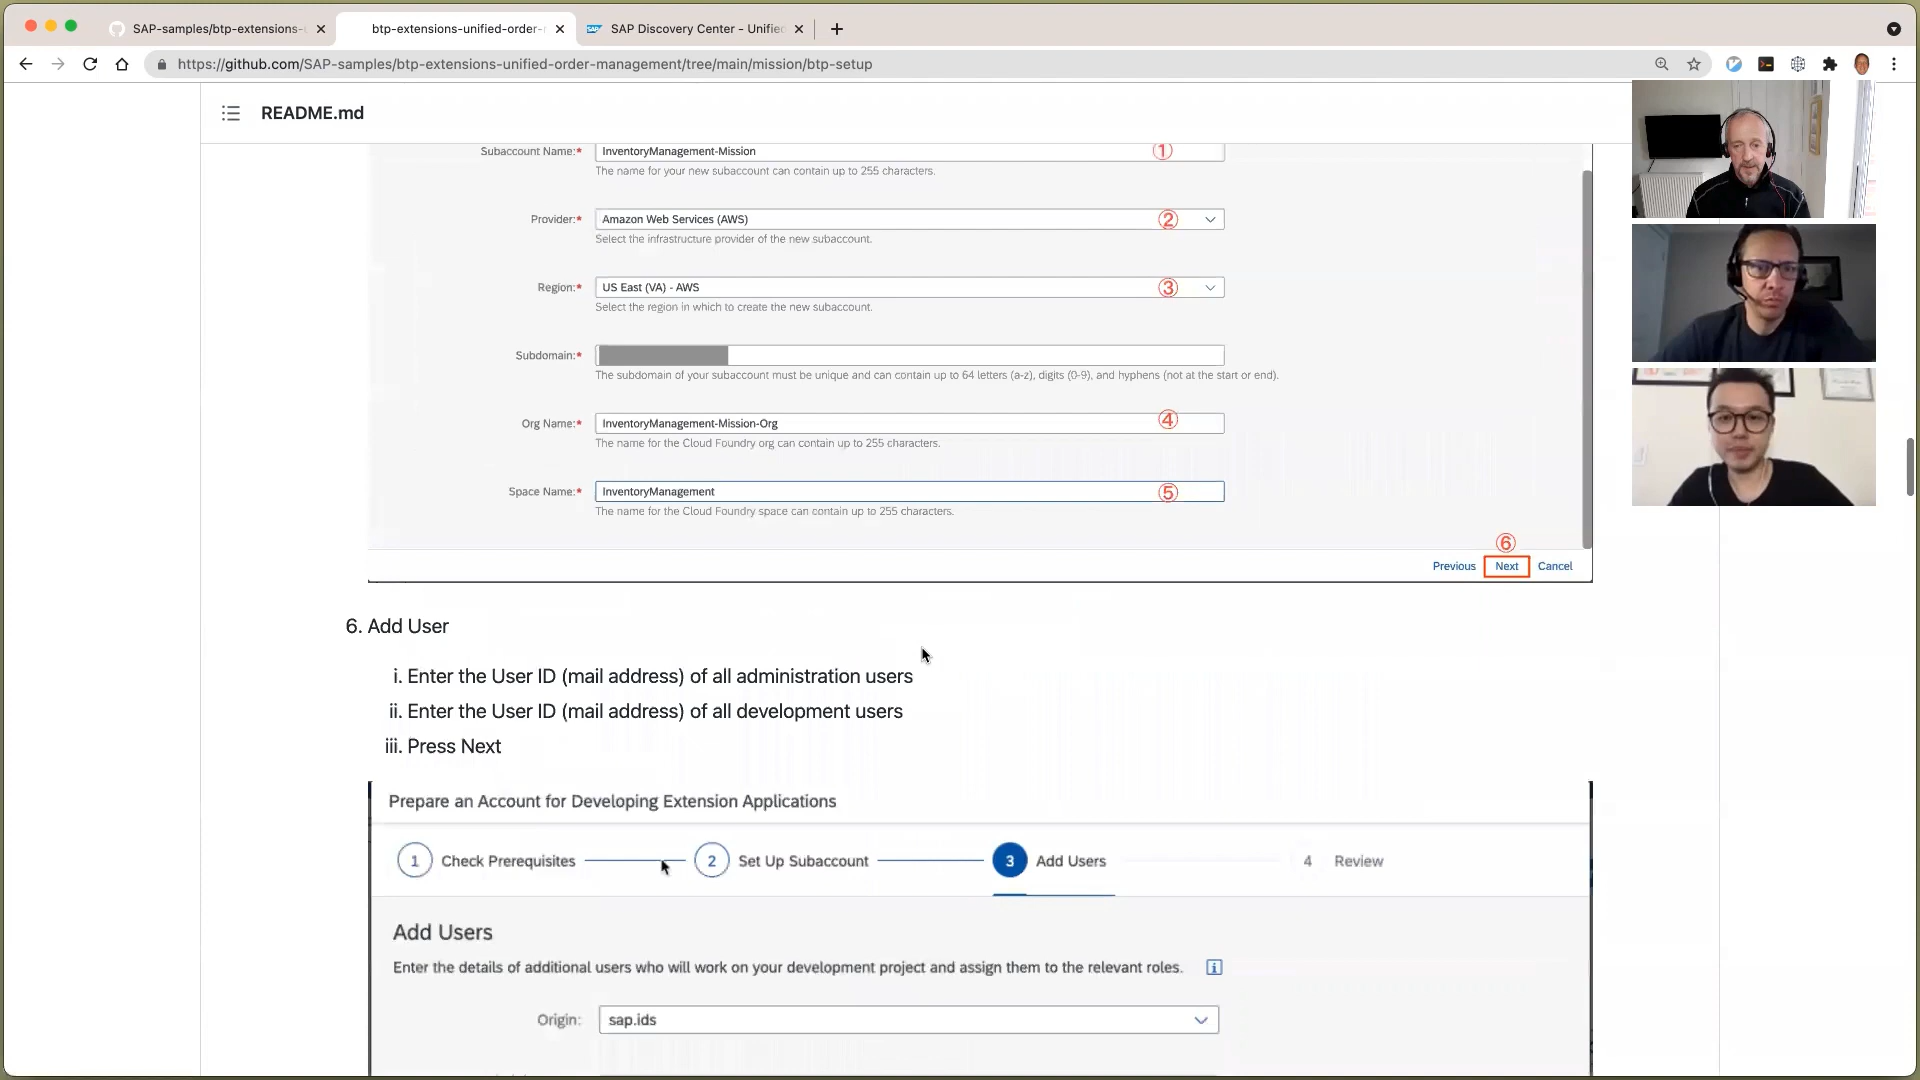 SAP-samples/btp-extensions-
btp-extensions-unified-order-
SAP Discovery Center - Unifie
https://github.com/SAP-samples/btp-extensions-unified-order-management/tree/main/mission/btp-setup
README.md
Subaccount Name:* InventoryManagement-Mission ①
The name for your new subaccount can contain up to 255 characters.
Provider:* Amazon Web Services (AWS) ②
Select the infrastructure provider of the new subaccount.
Region:* US East (VA) - AWS ③
Select the region in which to create the new subaccount.
Subdomain:*
The subdomain of your subaccount must be unique and can contain up to 64 letters (a-z), digits (0-9), and hyphens (not at the start or end).
Org Name:* InventoryManagement-Mission-Org ④
The name for the Cloud Foundry org can contain up to 255 characters.
Space Name:* InventoryManagement ⑤
The name for the Cloud Foundry space can contain up to 255 characters.
⑥
Previous Next Cancel
6. Add User
i. Enter the User ID (mail address) of all administration users
ii. Enter the User ID (mail address) of all development users
iii. Press Next
Prepare an Account for Developing Extension Applications
1 Check Prerequisites 2 Set Up Subaccount 3 Add Users 4 Review
Add Users
Enter the details of additional users who will work on your development project and assign them to the relevant roles.
Origin: sap.ids